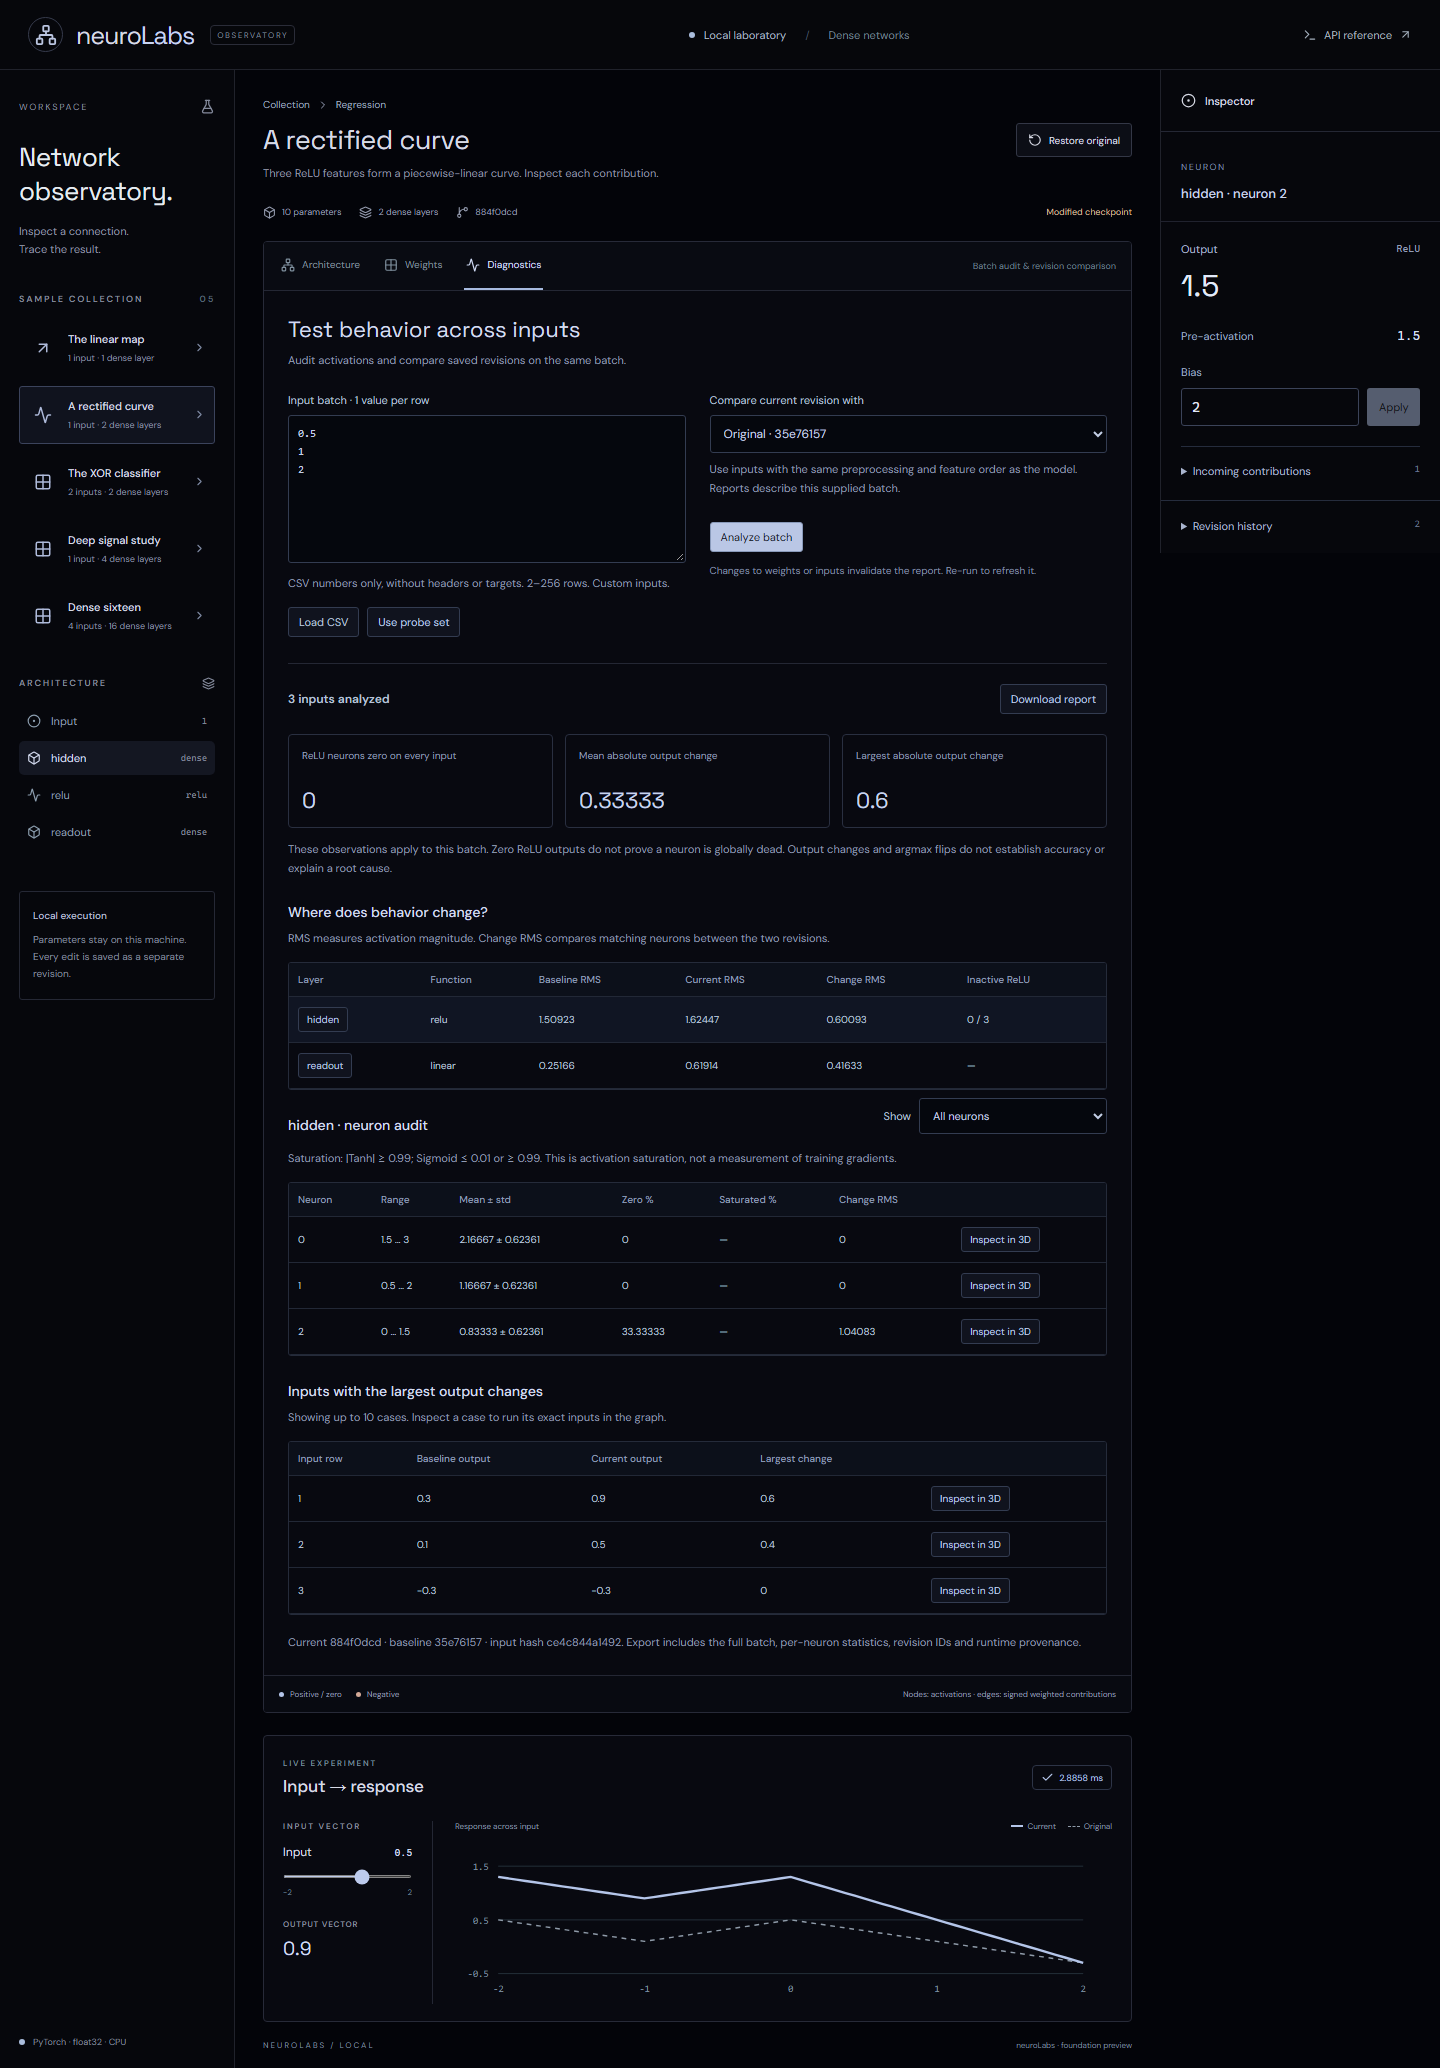 neuroLabs
OBSERVATORY
Local laboratory / Dense networks
API reference
WORKSPACE
Network
observatory.
Inspect a connection.
Trace the result.
SAMPLE COLLECTION 05
The linear map
1 input · 1 dense layer
A rectified curve
1 input · 2 dense layers
The XOR classifier
2 inputs · 2 dense layers
Deep signal study
1 input · 4 dense layers
Dense sixteen
4 inputs · 16 dense layers
ARCHITECTURE
Input 1
hidden dense
relu relu
readout dense
Local execution
Parameters stay on this machine.
Every edit is saved as a separate
revision.
PyTorch · float32 · CPU
Collection > Regression
A rectified curve
Restore original
Three ReLU features form a piecewise-linear curve. Inspect each contribution.
10 parameters 2 dense layers 884f0dcd
Modified checkpoint
Architecture Weights Diagnostics
Batch audit & revision comparison
Test behavior across inputs
Audit activations and compare saved revisions on the same batch.
Input batch · 1 value per row
0.5
1
2
CSV numbers only, without headers or targets. 2–256 rows. Custom inputs.
Load CSV Use probe set
Compare current revision with
Original · 35e76157
Use inputs with the same preprocessing and feature order as the model.
Reports describe this supplied batch.
Analyze batch
Changes to weights or inputs invalidate the report. Re-run to refresh it.
3 inputs analyzed
Download report
ReLU neurons zero on every input
0
Mean absolute output change
0.33333
Largest absolute output change
0.6
These observations apply to this batch. Zero ReLU outputs do not prove a neuron is globally dead. Output changes and argmax flips do not establish accuracy or
explain a root cause.
Where does behavior change?
RMS measures activation magnitude. Change RMS compares matching neurons between the two revisions.
Layer Function Baseline RMS Current RMS Change RMS Inactive ReLU
hidden relu 1.50923 1.62447 0.60093 0 / 3
readout linear 0.25166 0.61914 0.41633 —
hidden · neuron audit
Show All neurons
Saturation: |Tanh| ≥ 0.99; Sigmoid ≤ 0.01 or ≥ 0.99. This is activation saturation, not a measurement of training gradients.
Neuron Range Mean ± std Zero % Saturated % Change RMS
0 1.5 … 3 2.16667 ± 0.62361 0 — 0 Inspect in 3D
1 0.5 … 2 1.16667 ± 0.62361 0 — 0 Inspect in 3D
2 0 … 1.5 0.83333 ± 0.62361 33.33333 — 1.04083 Inspect in 3D
Inputs with the largest output changes
Showing up to 10 cases. Inspect a case to run its exact inputs in the graph.
Input row Baseline output Current output Largest change
1 0.3 0.9 0.6 Inspect in 3D
2 0.1 0.5 0.4 Inspect in 3D
3 -0.3 -0.3 0 Inspect in 3D
Current 884f0dcd · baseline 35e76157 · input hash ce4c844a1492. Export includes the full batch, per-neuron statistics, revision IDs and runtime provenance.
Positive / zero Negative
Nodes: activations · edges: signed weighted contributions
LIVE EXPERIMENT
Input → response
2.8858 ms
INPUT VECTOR
Input 0.5
-2 2
OUTPUT VECTOR
0.9
Response across input
Current Original
1.5
0.5
-0.5
-2 -1 0 1 2
NEUROLABS / LOCAL
neuroLabs · foundation preview
Inspector
NEURON
hidden · neuron 2
Output ReLU
1.5
Pre-activation 1.5
Bias
2 Apply
Incoming contributions 1
Revision history 2